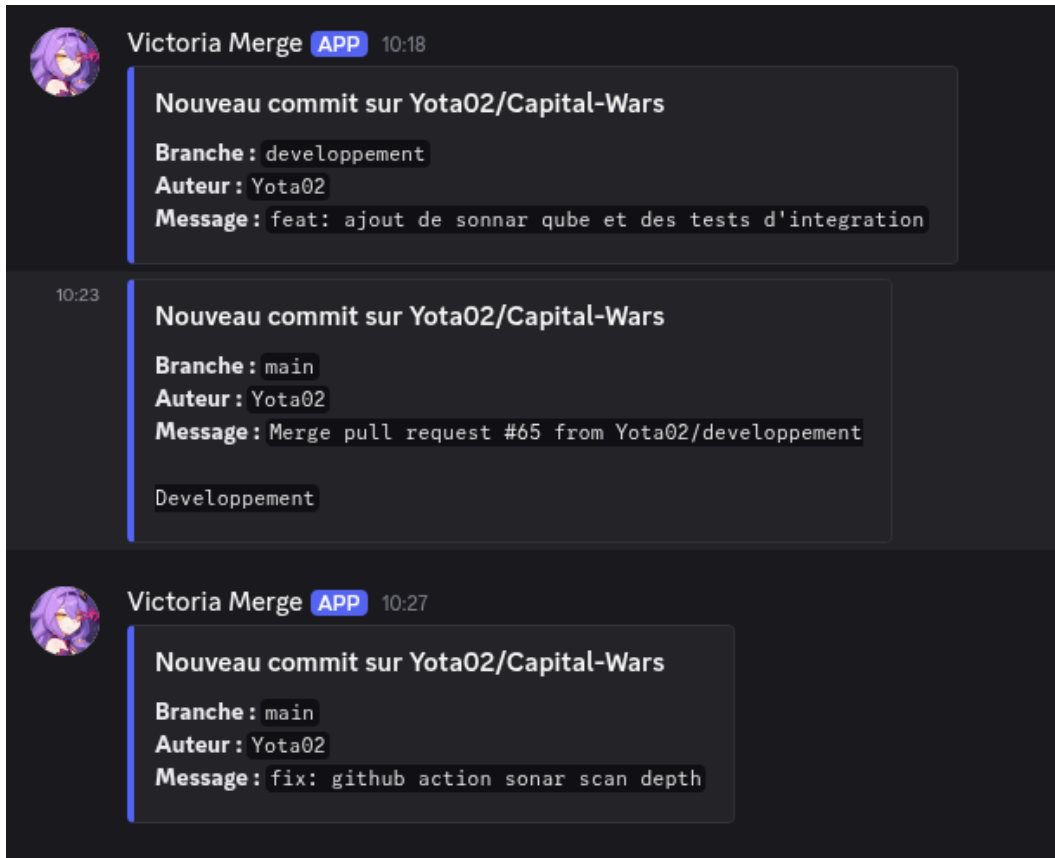 Victoria Merge APP 10:18
Nouveau commit sur Yota02/Capital-Wars
Branche : developpement
Auteur : Yota02
Message : feat: ajout de sonnar qube et des tests d'integration
10:23
Nouveau commit sur Yota02/Capital-Wars
Branche : main
Auteur : Yota02
Message : Merge pull request #65 from Yota02/developpement
Developpement
Victoria Merge APP 10:27
Nouveau commit sur Yota02/Capital-Wars
Branche : main
Auteur : Yota02
Message : fix: github action sonar scan depth